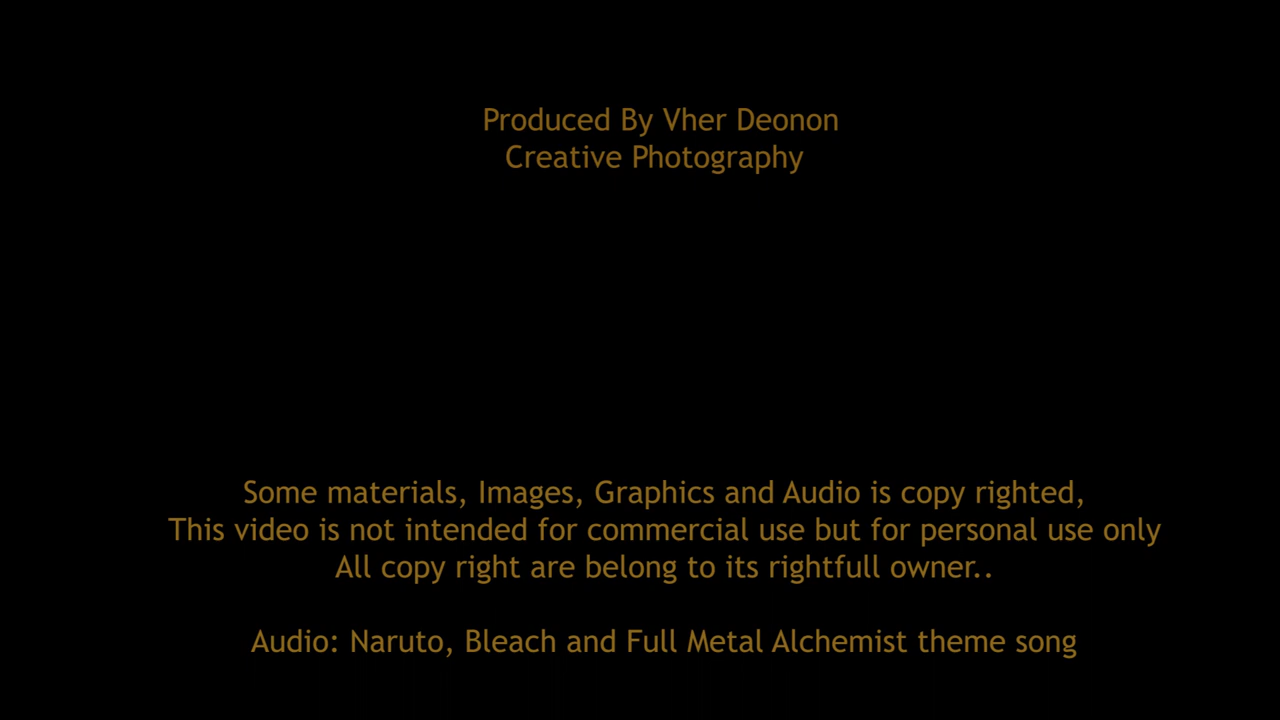 Produced By Vher Deonon
Creative Photography
Some materials, Images, Graphics and Audio is copy righted,
This video is not intended for commercial use but for personal use only
All copy right are belong to its rightfull owner..
Audio: Naruto, Bleach and Full Metal Alchemist theme song